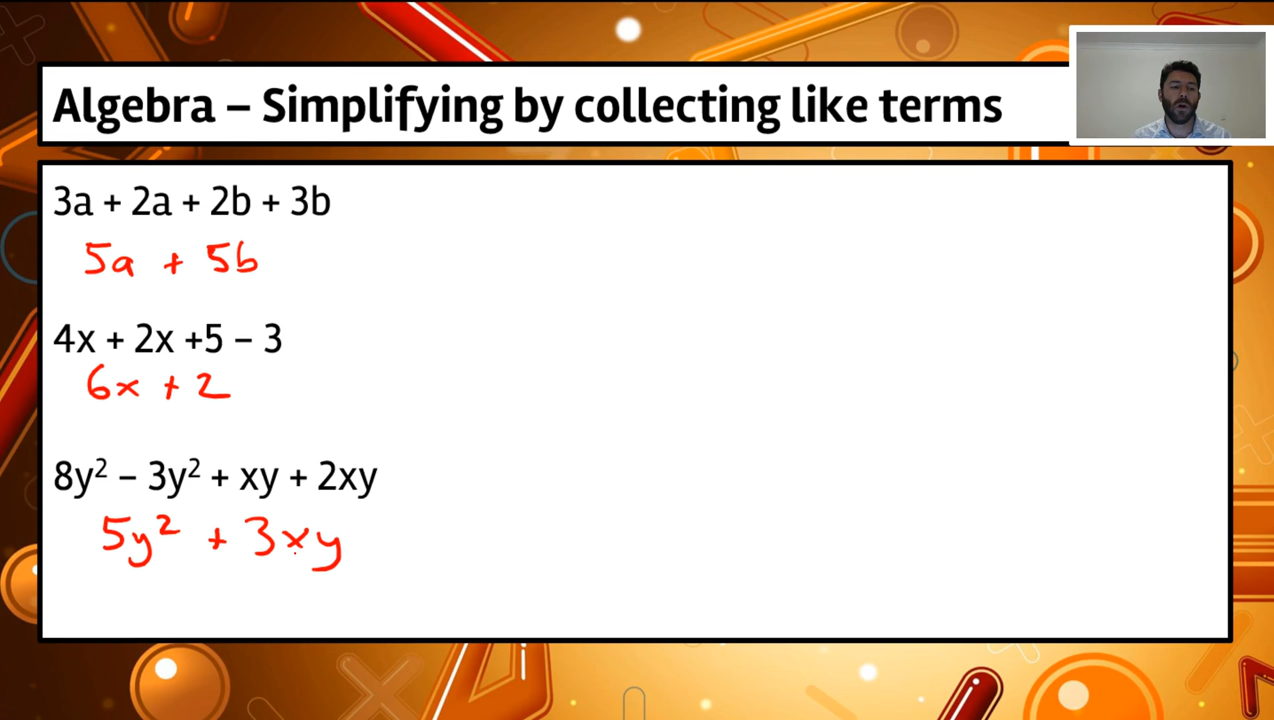 Algebra – Simplifying by collecting like terms
3a + 2a + 2b + 3b
5a + 5b
4x + 2x +5 – 3
6x + 2
8y² – 3y² + xy + 2xy
5y² + 3xy